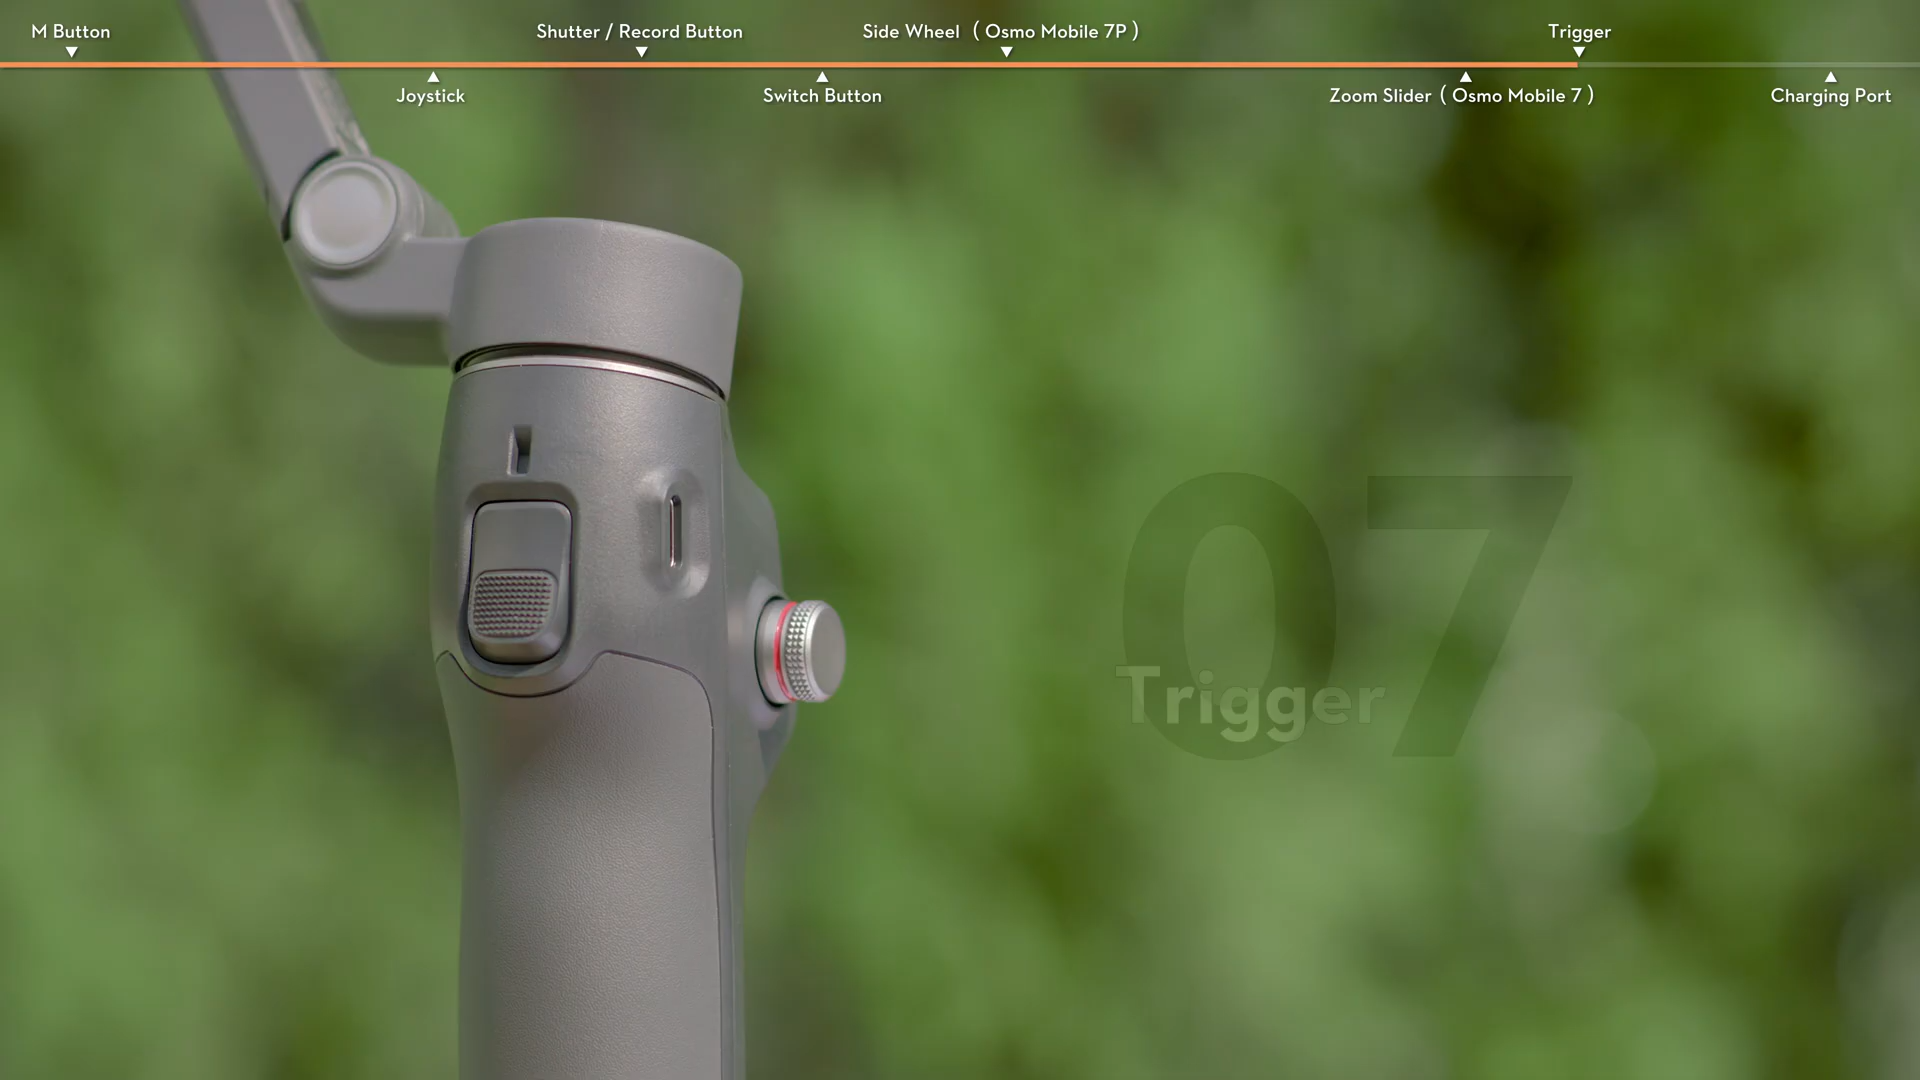 M Button
Shutter / Record Button
Side Wheel ( Osmo Mobile 7P )
Trigger
Joystick
Switch Button
Zoom Slider ( Osmo Mobile 7 )
Charging Port
07
Trigger